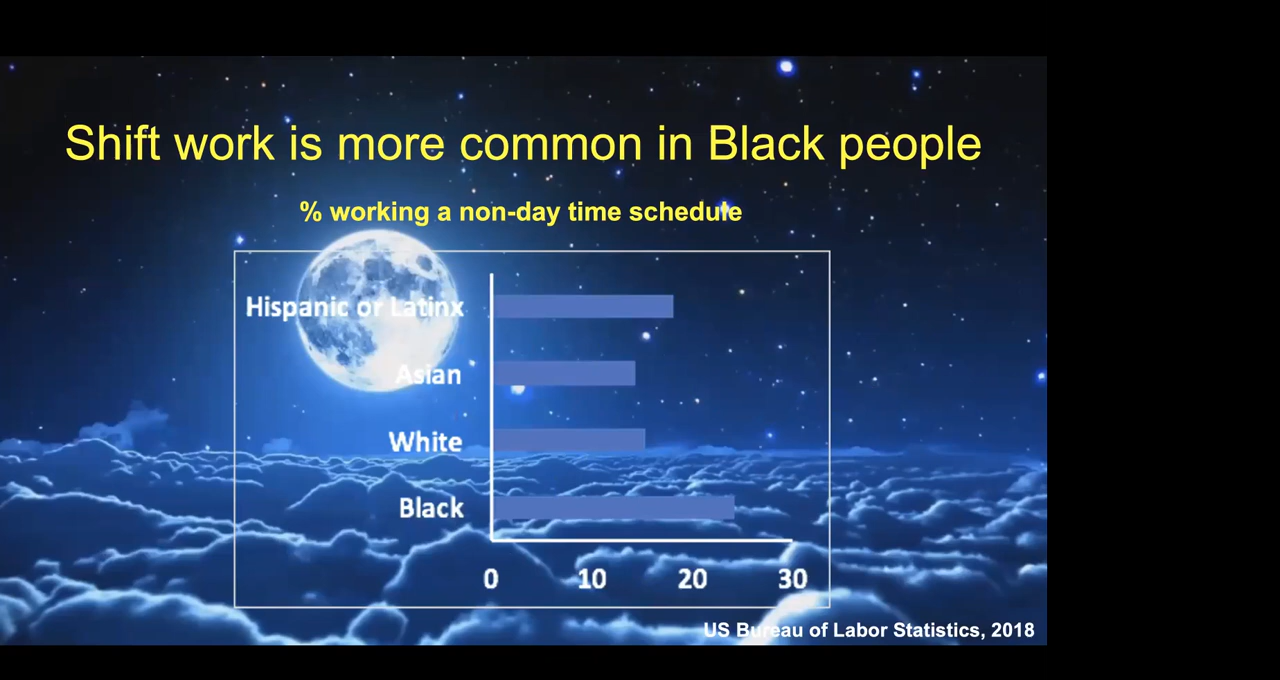 Shift work is more common in Black people
% working a non-day time schedule
Hispanic or Latinx
Asian
White
Black
0 10 20 30
US Bureau of Labor Statistics, 2018